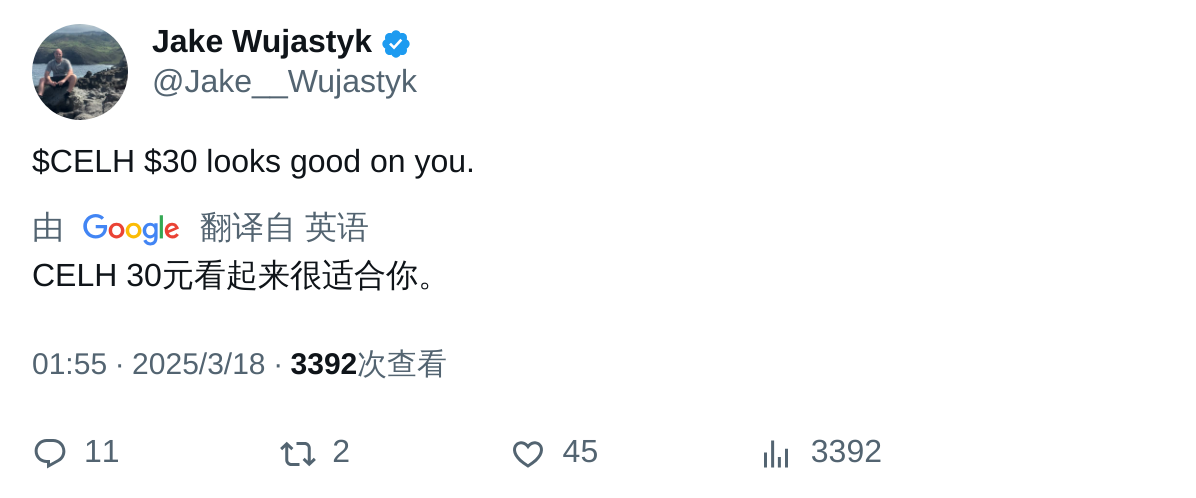 Jake Wujastyk
@Jake__Wujastyk
$CELH $30 looks good on you.
由 Google 翻译自 英语
CELH 30元看起来很适合你。
01:55 · 2025/3/18 · 3392次查看
11 2 45 3392